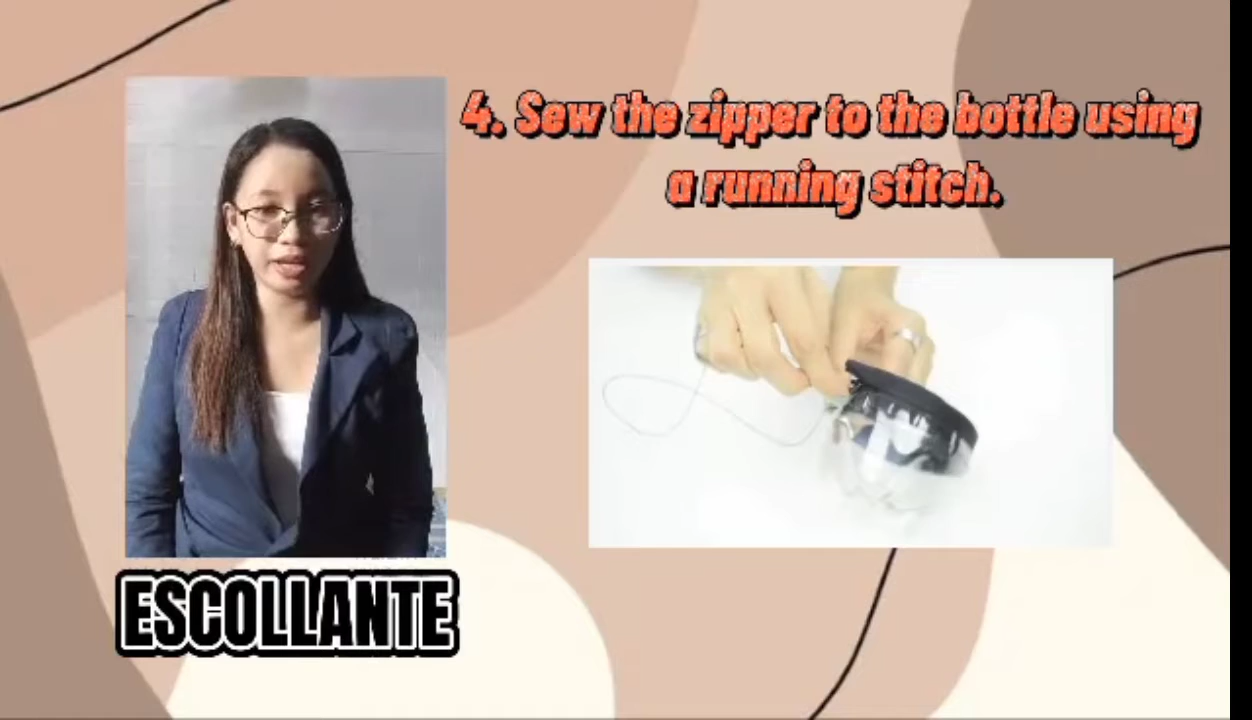 4. Sew the zipper to the bottle using
a running stitch.
ESCOLLANTE